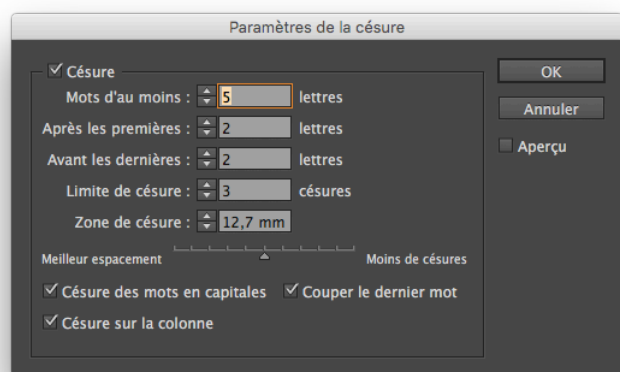 Paramètres de la césure
Césure
Mots d'au moins : 5 lettres
Après les premières : 2 lettres
Avant les dernières : 2 lettres
Limite de césure : 3 césures
Zone de césure : 12,7 mm
Meilleur espacement Moins de césures
Césure des mots en capitales Couper le dernier mot
Césure sur la colonne
OK
Annuler
Aperçu